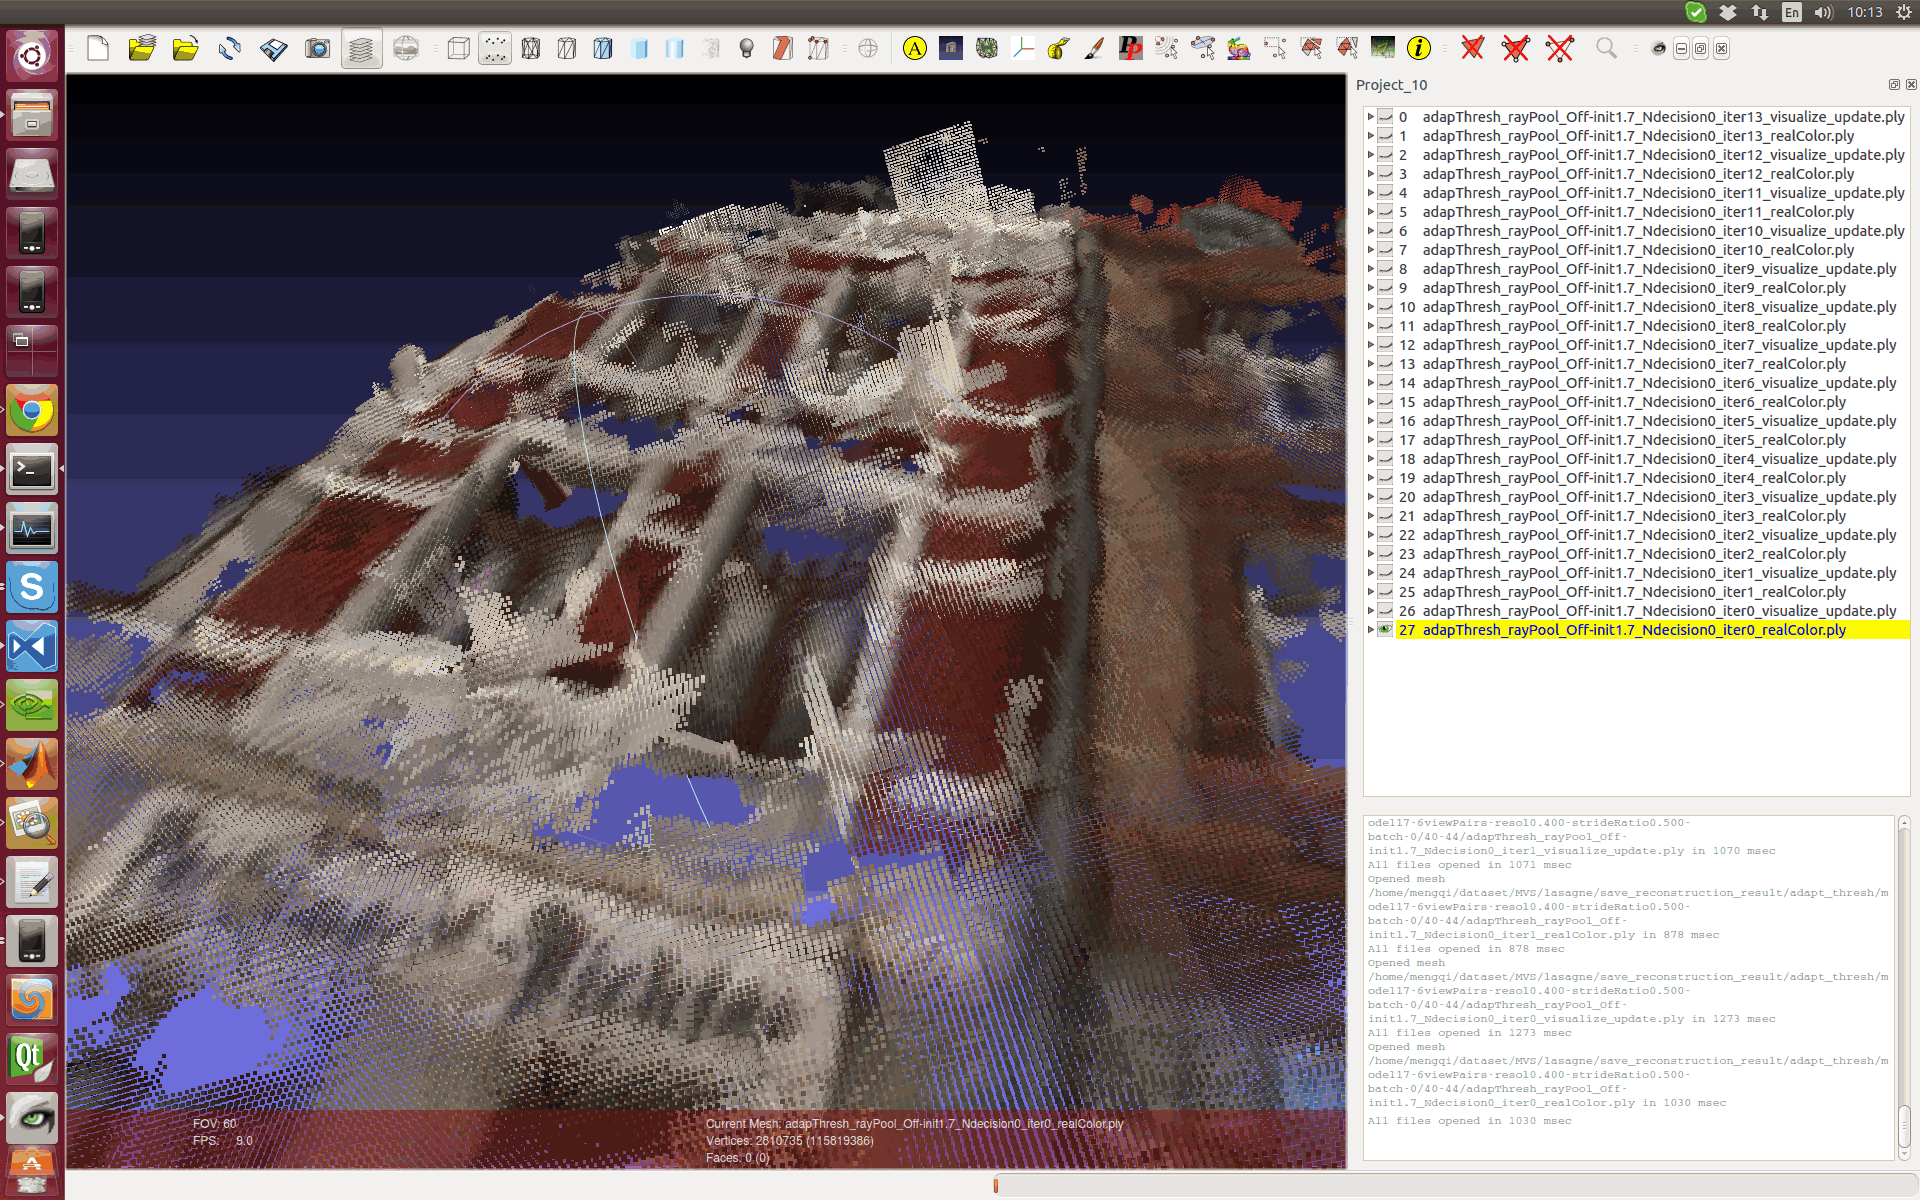 En
10:13
Project_10
0 adapThresh_rayPool_Off-init1.7_Ndecision0_iter13_visualize_update.ply
1 adapThresh_rayPool_Off-init1.7_Ndecision0_iter13_realColor.ply
2 adapThresh_rayPool_Off-init1.7_Ndecision0_iter12_visualize_update.ply
3 adapThresh_rayPool_Off-init1.7_Ndecision0_iter12_realColor.ply
4 adapThresh_rayPool_Off-init1.7_Ndecision0_iter11_visualize_update.ply
5 adapThresh_rayPool_Off-init1.7_Ndecision0_iter11_realColor.ply
6 adapThresh_rayPool_Off-init1.7_Ndecision0_iter10_visualize_update.ply
7 adapThresh_rayPool_Off-init1.7_Ndecision0_iter10_realColor.ply
8 adapThresh_rayPool_Off-init1.7_Ndecision0_iter9_visualize_update.ply
9 adapThresh_rayPool_Off-init1.7_Ndecision0_iter9_realColor.ply
10 adapThresh_rayPool_Off-init1.7_Ndecision0_iter8_visualize_update.ply
11 adapThresh_rayPool_Off-init1.7_Ndecision0_iter8_realColor.ply
12 adapThresh_rayPool_Off-init1.7_Ndecision0_iter7_visualize_update.ply
13 adapThresh_rayPool_Off-init1.7_Ndecision0_iter7_realColor.ply
14 adapThresh_rayPool_Off-init1.7_Ndecision0_iter6_visualize_update.ply
15 adapThresh_rayPool_Off-init1.7_Ndecision0_iter6_realColor.ply
16 adapThresh_rayPool_Off-init1.7_Ndecision0_iter5_visualize_update.ply
17 adapThresh_rayPool_Off-init1.7_Ndecision0_iter5_realColor.ply
18 adapThresh_rayPool_Off-init1.7_Ndecision0_iter4_visualize_update.ply
19 adapThresh_rayPool_Off-init1.7_Ndecision0_iter4_realColor.ply
20 adapThresh_rayPool_Off-init1.7_Ndecision0_iter3_visualize_update.ply
21 adapThresh_rayPool_Off-init1.7_Ndecision0_iter3_realColor.ply
22 adapThresh_rayPool_Off-init1.7_Ndecision0_iter2_visualize_update.ply
23 adapThresh_rayPool_Off-init1.7_Ndecision0_iter2_realColor.ply
24 adapThresh_rayPool_Off-init1.7_Ndecision0_iter1_visualize_update.ply
25 adapThresh_rayPool_Off-init1.7_Ndecision0_iter1_realColor.ply
26 adapThresh_rayPool_Off-init1.7_Ndecision0_iter0_visualize_update.ply
27 adapThresh_rayPool_Off-init1.7_Ndecision0_iter0_realColor.ply
odel17-6viewPairs-resol0.400-strideRatio0.500-
batch-0/40-44/adapThresh_rayPool_Off-
init1.7_Ndecision0_iter1_visualize_update.ply in 1070 msec
All files opened in 1071 msec
Opened mesh
/home/mengqi/dataset/MVS/lasagne/save_reconstruction_result/adapt_thresh/m
odel17-6viewPairs-resol0.400-strideRatio0.500-
batch-0/40-44/adapThresh_rayPool_Off-
init1.7_Ndecision0_iter1_realColor.ply in 878 msec
All files opened in 878 msec
Opened mesh
/home/mengqi/dataset/MVS/lasagne/save_reconstruction_result/adapt_thresh/m
odel17-6viewPairs-resol0.400-strideRatio0.500-
batch-0/40-44/adapThresh_rayPool_Off-
init1.7_Ndecision0_iter0_visualize_update.ply in 1273 msec
All files opened in 1273 msec
Opened mesh
/home/mengqi/dataset/MVS/lasagne/save_reconstruction_result/adapt_thresh/m
odel17-6viewPairs-resol0.400-strideRatio0.500-
batch-0/40-44/adapThresh_rayPool_Off-
init1.7_Ndecision0_iter0_realColor.ply in 1030 msec
All files opened in 1030 msec
FOV: 60
FPS: 9.0
Current Mesh: adapThresh_rayPool_Off-init1.7_Ndecision0_iter0_realColor.ply
Vertices: 2810735 (115819386)
Faces: 0 (0)